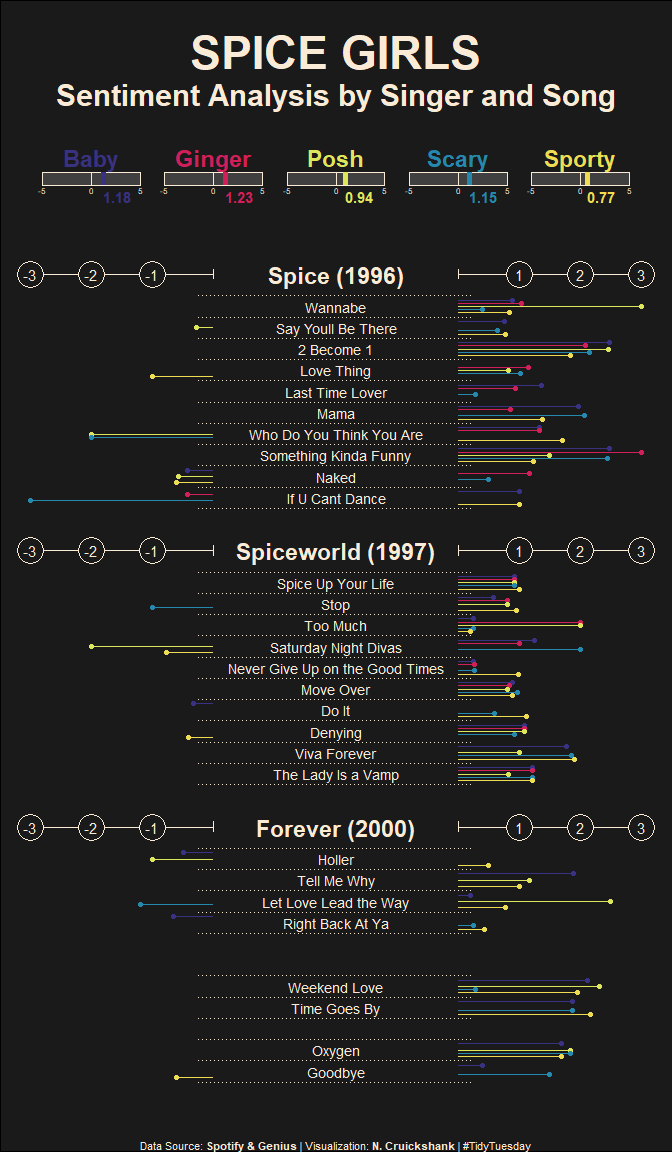 SPICE GIRLS
Sentiment Analysis by Singer and Song
Baby Ginger Posh Scary Sporty
-5 0 5 -5 0 5 -5 0 5 -5 0 5 -5 0 5
1.18 1.23 0.94 1.15 0.77
-3 -2 -1 Spice (1996) 1 2 3
Wannabe
Say Youll Be There
2 Become 1
Love Thing
Last Time Lover
Mama
Who Do You Think You Are
Something Kinda Funny
Naked
If U Cant Dance
-3 -2 -1 Spiceworld (1997) 1 2 3
Spice Up Your Life
Stop
Too Much
Saturday Night Divas
Never Give Up on the Good Times
Move Over
Do It
Denying
Viva Forever
The Lady Is a Vamp
-3 -2 -1 Forever (2000) 1 2 3
Holler
Tell Me Why
Let Love Lead the Way
Right Back At Ya
Weekend Love
Time Goes By
Oxygen
Goodbye
Data Source: Spotify & Genius | Visualization: N. Cruickshank | #TidyTuesday